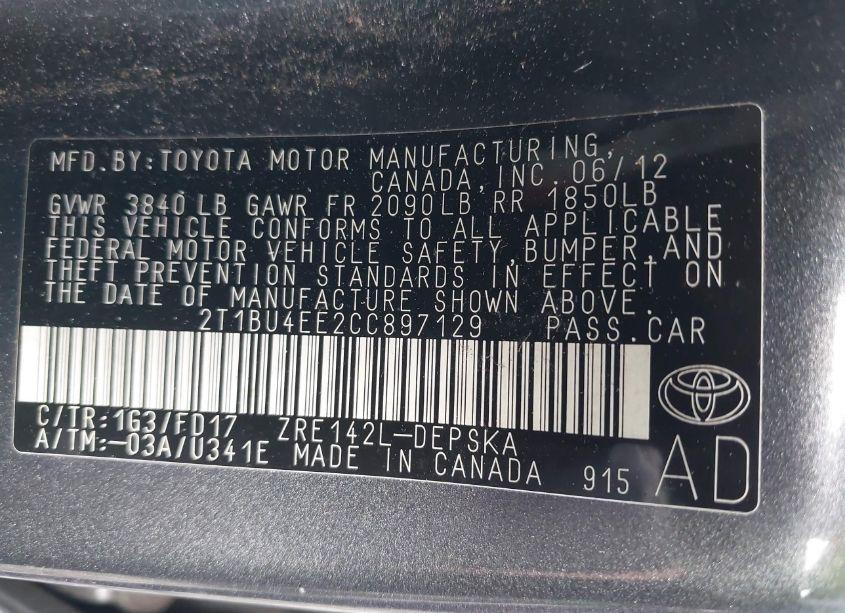 MFD.BY:TOYOTA MOTOR MANUFACTURING,
CANADA,INC.06/12
GVWR 3840 LB GAWR FR 2090LB RR 1850LB
THIS VEHICLE CONFORMS TO ALL APPLICABLE
FEDERAL MOTOR VEHICLE SAFETY,BUMPER,AND
THEFT PREVENTION STANDARDS IN EFFECT ON
THE DATE OF MANUFACTURE SHOWN ABOVE.
2T1BU4EE2CC897129 PASS.CAR
C/TR:1G3/FD17 ZRE142L-DEPSKA
A/TM:-03A/U341E MADE IN CANADA 915 AD